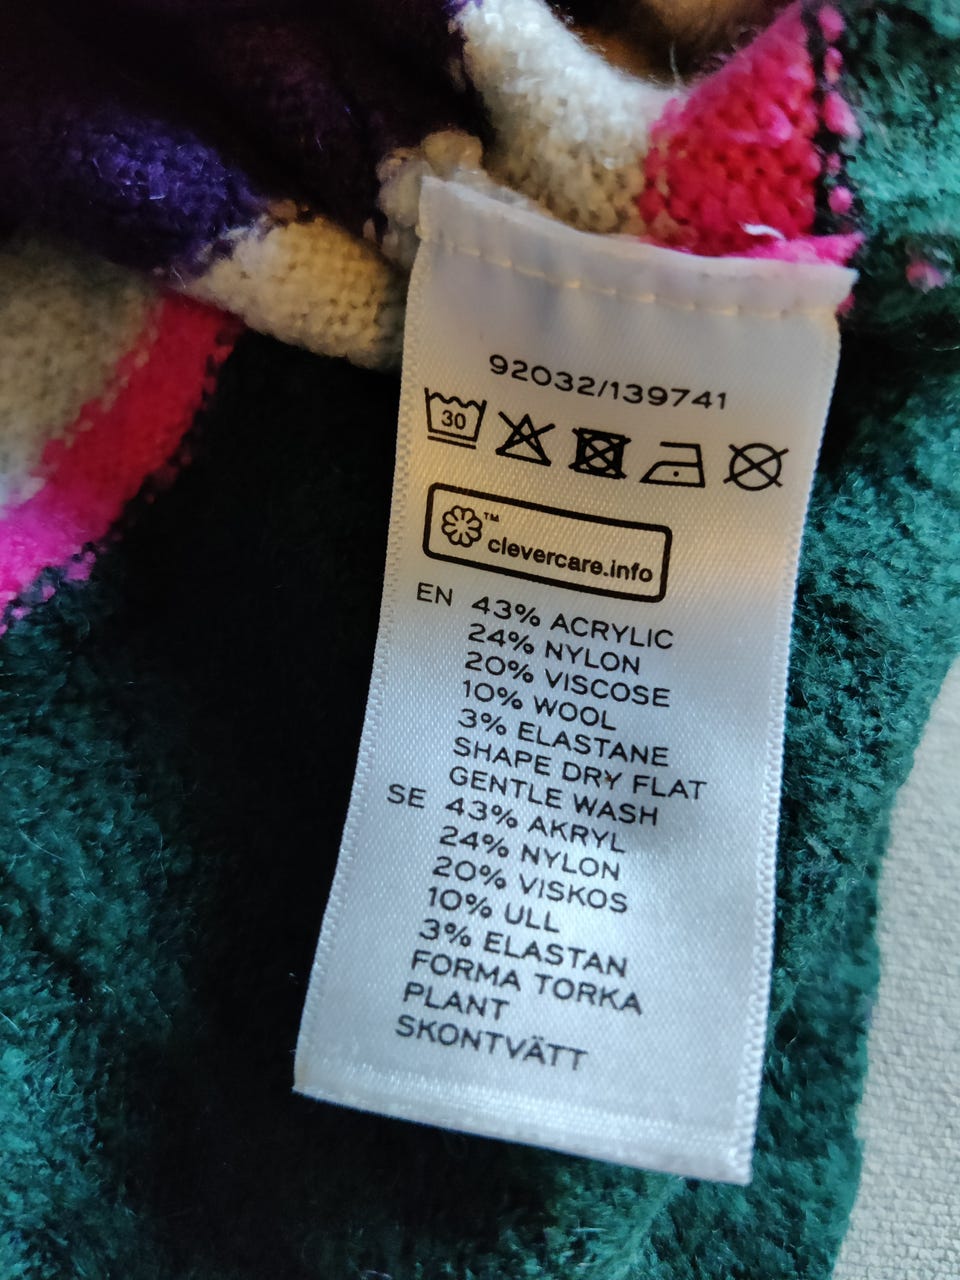 92032/139741
30
™
clevercare.info
EN 43% ACRYLIC
24% NYLON
20% VISCOSE
10% WOOL
3% ELASTANE
SHAPE DRY FLAT
GENTLE WASH
SE 43% AKRYL
24% NYLON
20% VISKOS
10% ULL
3% ELASTAN
FORMA TORKA
PLANT
SKONTVÄTT